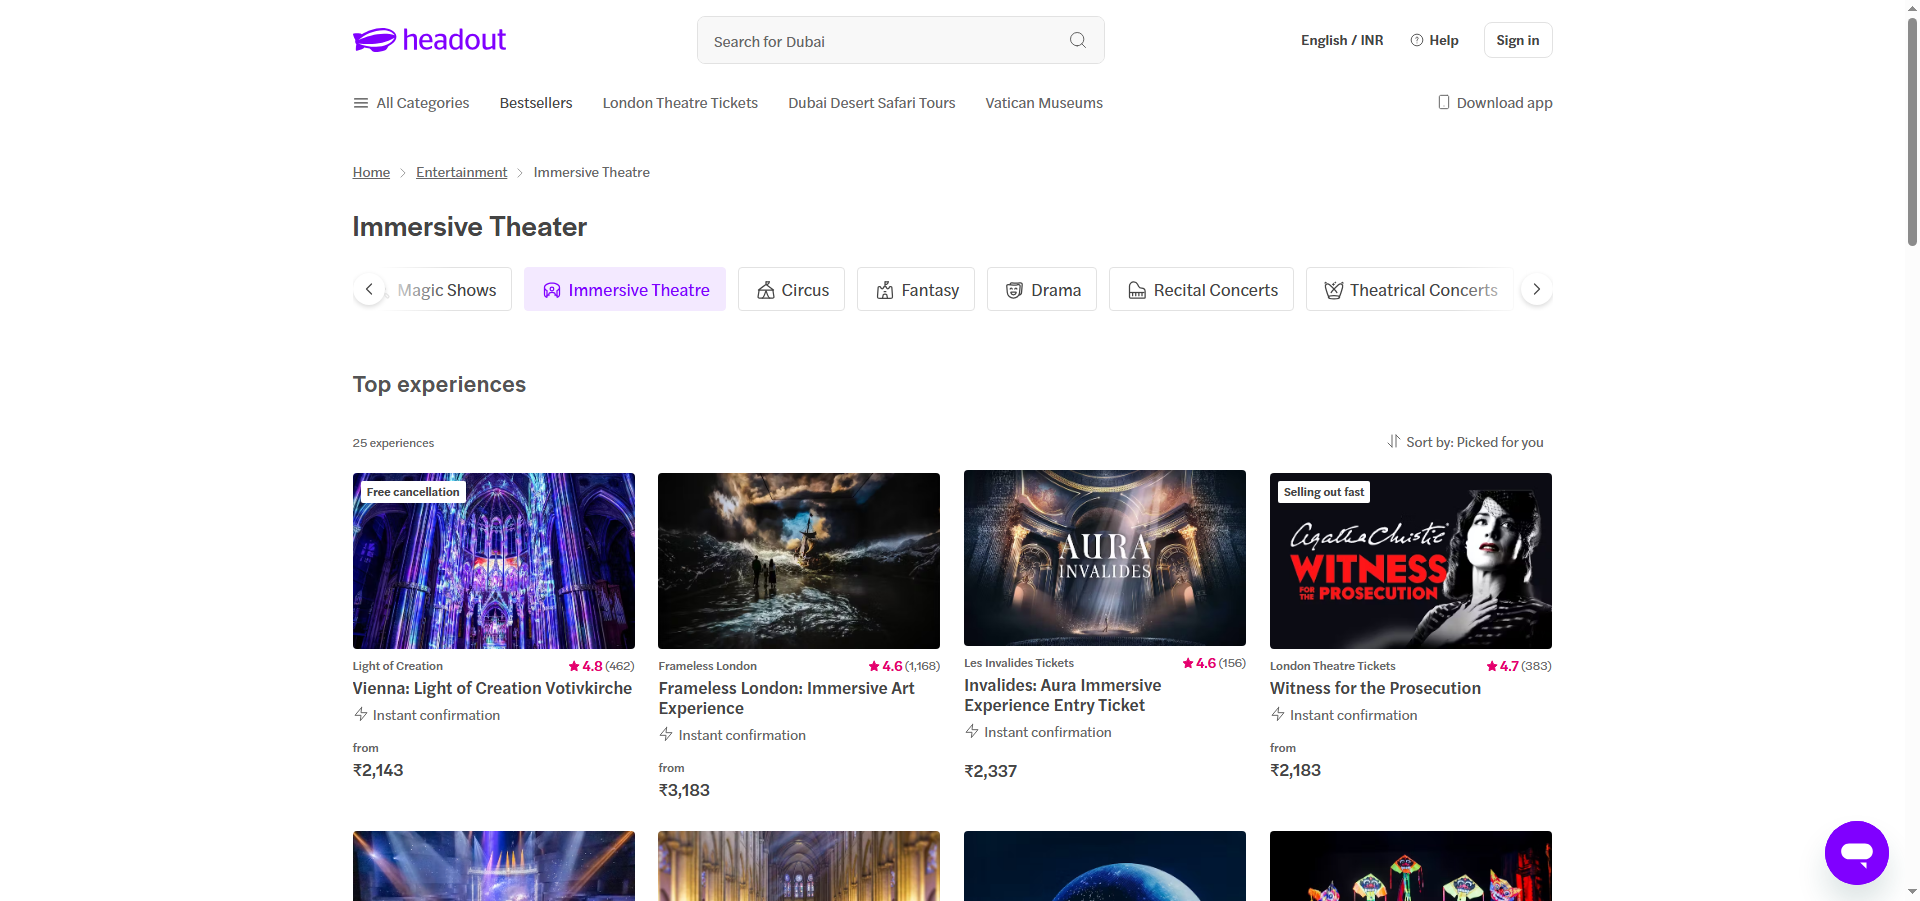 headout
Search for Dubai
English / INR
Help
Sign in
All Categories
Bestsellers
London Theatre Tickets
Dubai Desert Safari Tours
Vatican Museums
Download app
Home
Entertainment
Immersive Theatre
Immersive Theater
Magic Shows
Immersive Theatre
Circus
Fantasy
Drama
Recital Concerts
Theatrical Concerts
Top experiences
25 experiences
Sort by: Picked for you
Free cancellation
AURA
INVALIDES
Selling out fast
Agatha Christie
WITNESS
FOR THE PROSECUTION
Light of Creation
4.8 (462)
Vienna: Light of Creation Votivkirche
Instant confirmation
from
₹2,143
Frameless London
4.6 (1,168)
Frameless London: Immersive Art
Experience
Instant confirmation
from
₹3,183
Les Invalides Tickets
4.6 (156)
Invalides: Aura Immersive
Experience Entry Ticket
Instant confirmation
₹2,337
London Theatre Tickets
4.7 (383)
Witness for the Prosecution
Instant confirmation
from
₹2,183